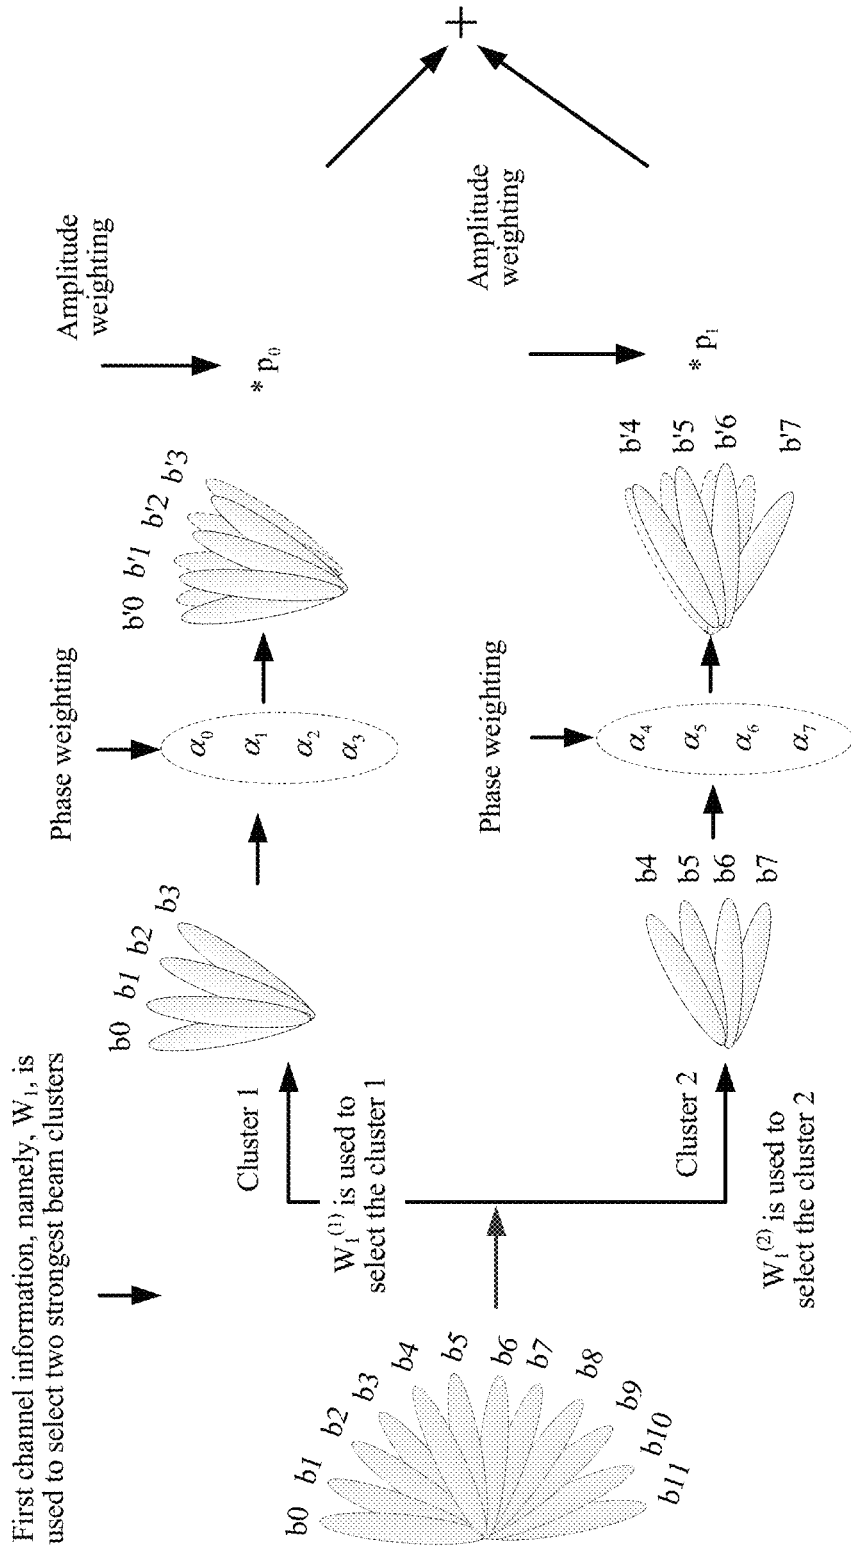 First channel information, namely, W₁, is
used to select two strongest beam clusters
b0
b1
b2
b3
b4
b5
b6
b7
b8
b9
b10
b11
Cluster 1
W₁⁽¹⁾ is used to
select the cluster 1
b0
b1
b2
b3
Phase weighting
α₀
α₁
α₂
α₃
b'0
b'1
b'2
b'3
Amplitude
weighting
* p₀
Cluster 2
W₁⁽²⁾ is used to
select the cluster 2
b4
b5
b6
b7
Phase weighting
α₄
α₅
α₆
α₇
b'4
b'5
b'6
b'7
Amplitude
weighting
* p₁
+